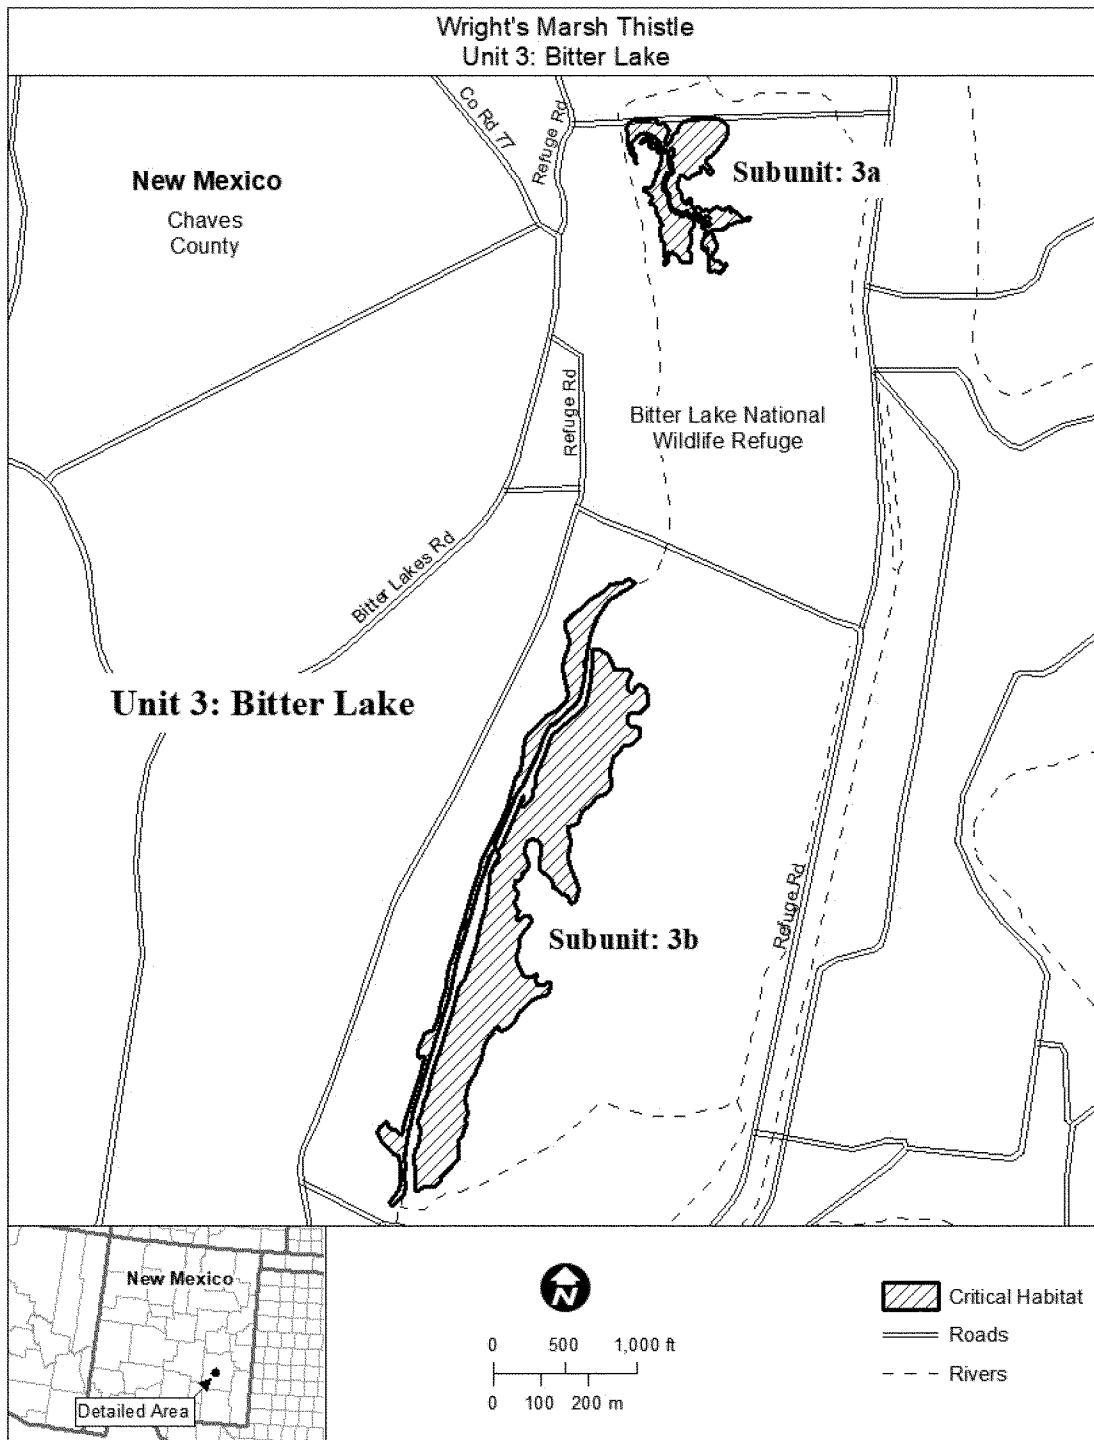 Wright's Marsh Thistle
Unit 3: Bitter Lake
Co Rd 77
Refuge Rd
New Mexico
Chaves
County
Subunit: 3a
Refuge Rd
Bitter Lake National
Wildlife Refuge
Bitter Lakes Rd
Unit 3: Bitter Lake
Refuge Rd
Subunit: 3b
New Mexico
Detailed Area
N
0 500 1,000 ft
0 100 200 m
Critical Habitat
Roads
Rivers